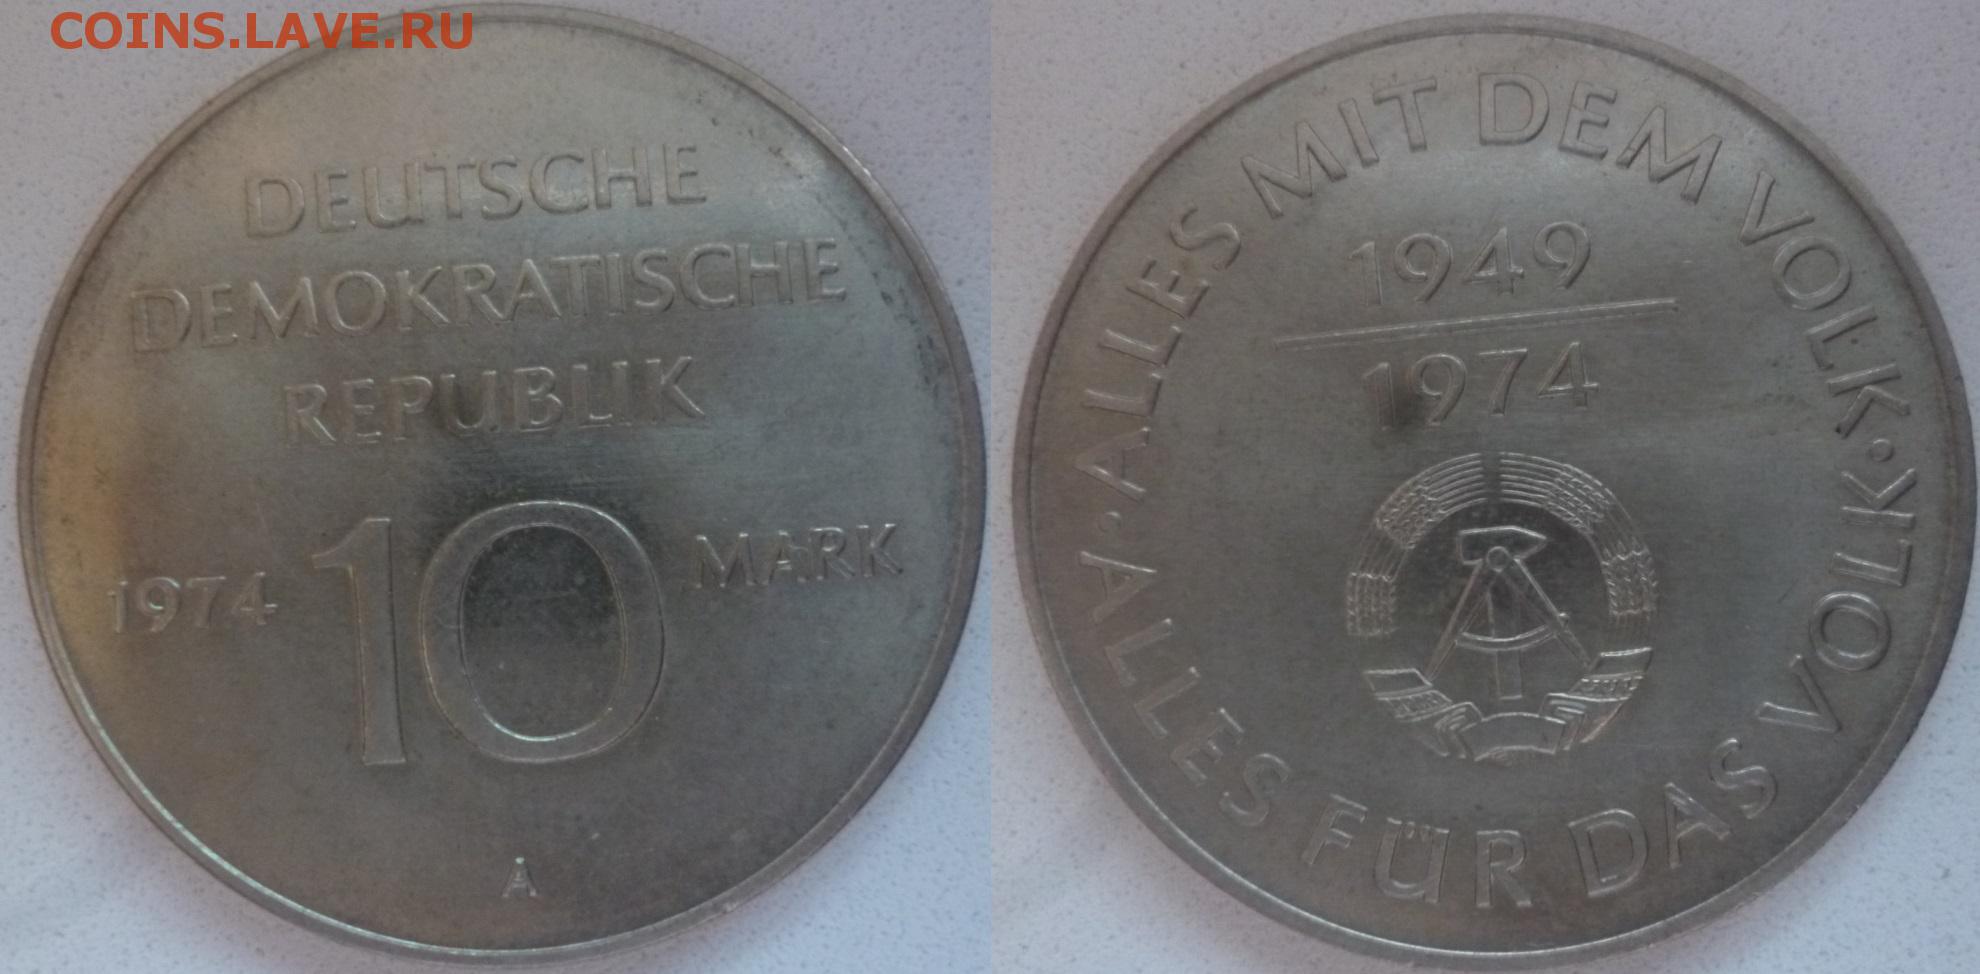 COINS.LAVE.RU
DEUTSCHE
DEMOKRATISCHE
REPUBLIK
1974 10 MARK
A
· ALLES MIT DEM VOLK ·
1949
1974
ALLES FÜR DAS VOLK